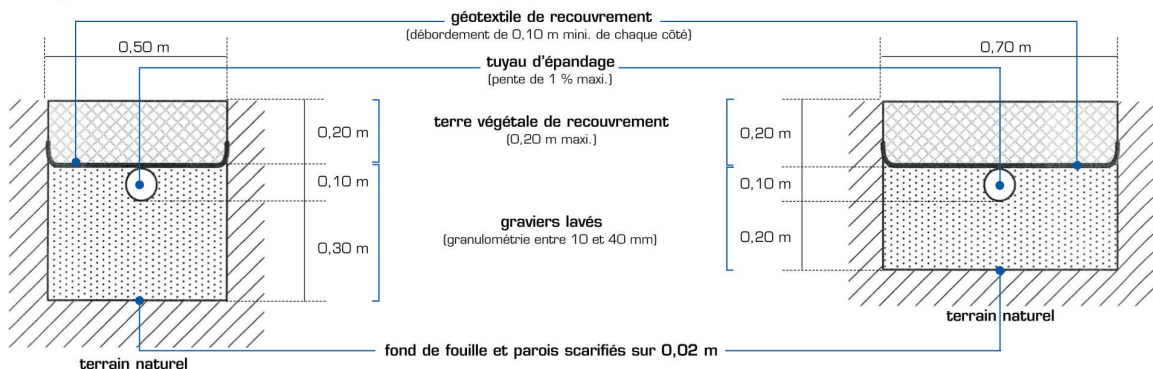 géotextile de recouvrement
(débordement de 0,10 m mini. de chaque côté)
0,50 m
0,70 m
tuyau d'épandage
(pente de 1 % maxi.)
0,20 m
terre végétale de recouvrement
(0,20 m maxi.)
0,20 m
0,10 m
0,10 m
graviers lavés
(granulométrie entre 10 et 40 mm)
0,30 m
0,20 m
terrain naturel
fond de fouille et parois scarifiés sur 0,02 m
terrain naturel